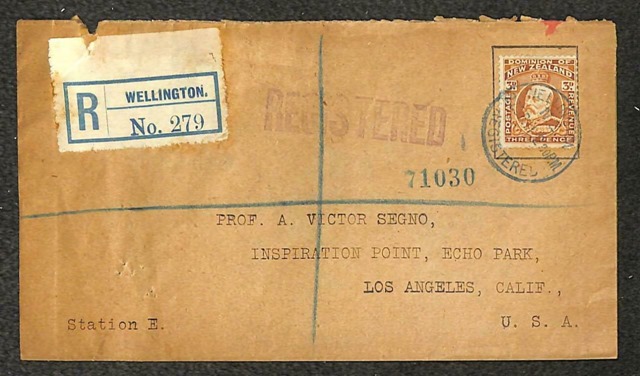 R
WELLINGTON.
No. 279
REGISTERED
71030
DOMINION OF
NEW ZEALAND
POSTAGE
REVENUE
THREE PENCE
REGISTERED
PROF. A. VICTOR SEGNO,
INSPIRATION POINT, ECHO PARK,
LOS ANGELES, CALIF.,
Station E.
U. S. A.